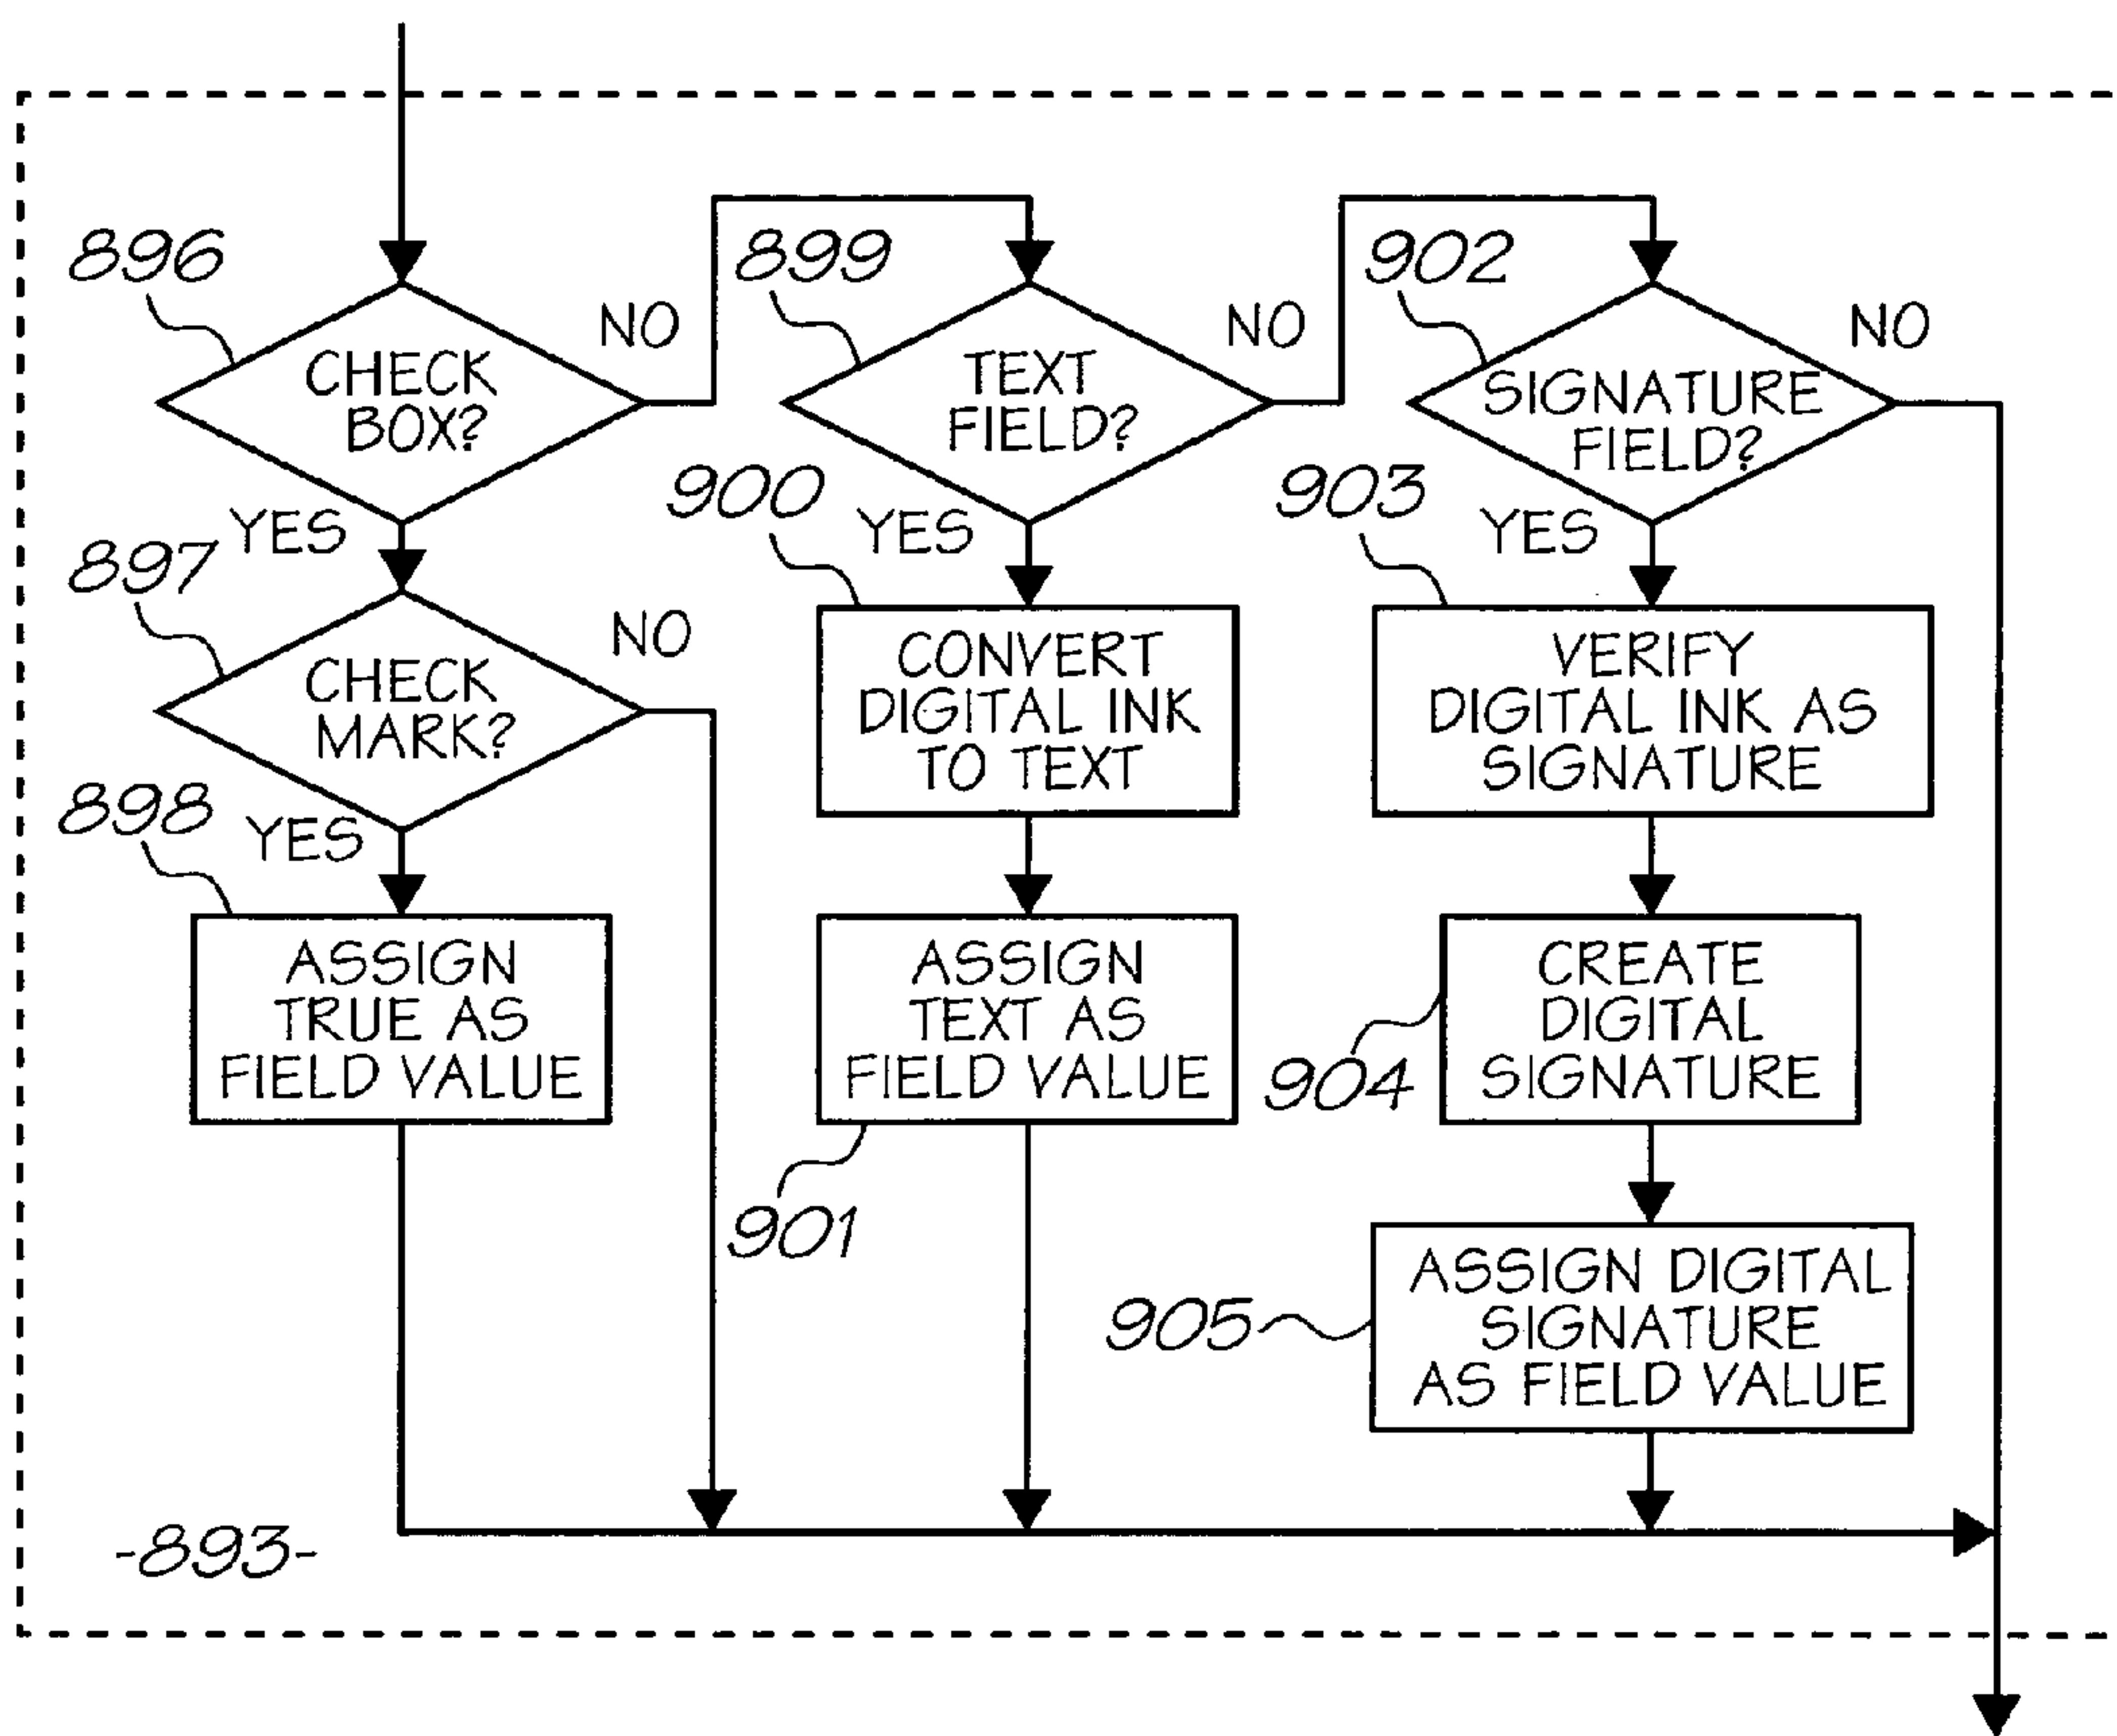 896
NO
CHECK
BOX?
YES
897
NO
CHECK
MARK?
898
YES
ASSIGN
TRUE AS
FIELD VALUE
899
NO
TEXT
FIELD?
900
YES
CONVERT
DIGITAL INK
TO TEXT
ASSIGN
TEXT AS
FIELD VALUE
901
902
NO
SIGNATURE
FIELD?
903
YES
VERIFY
DIGITAL INK AS
SIGNATURE
CREATE
DIGITAL
SIGNATURE
904
ASSIGN DIGITAL
SIGNATURE
AS FIELD VALUE
905
-893-